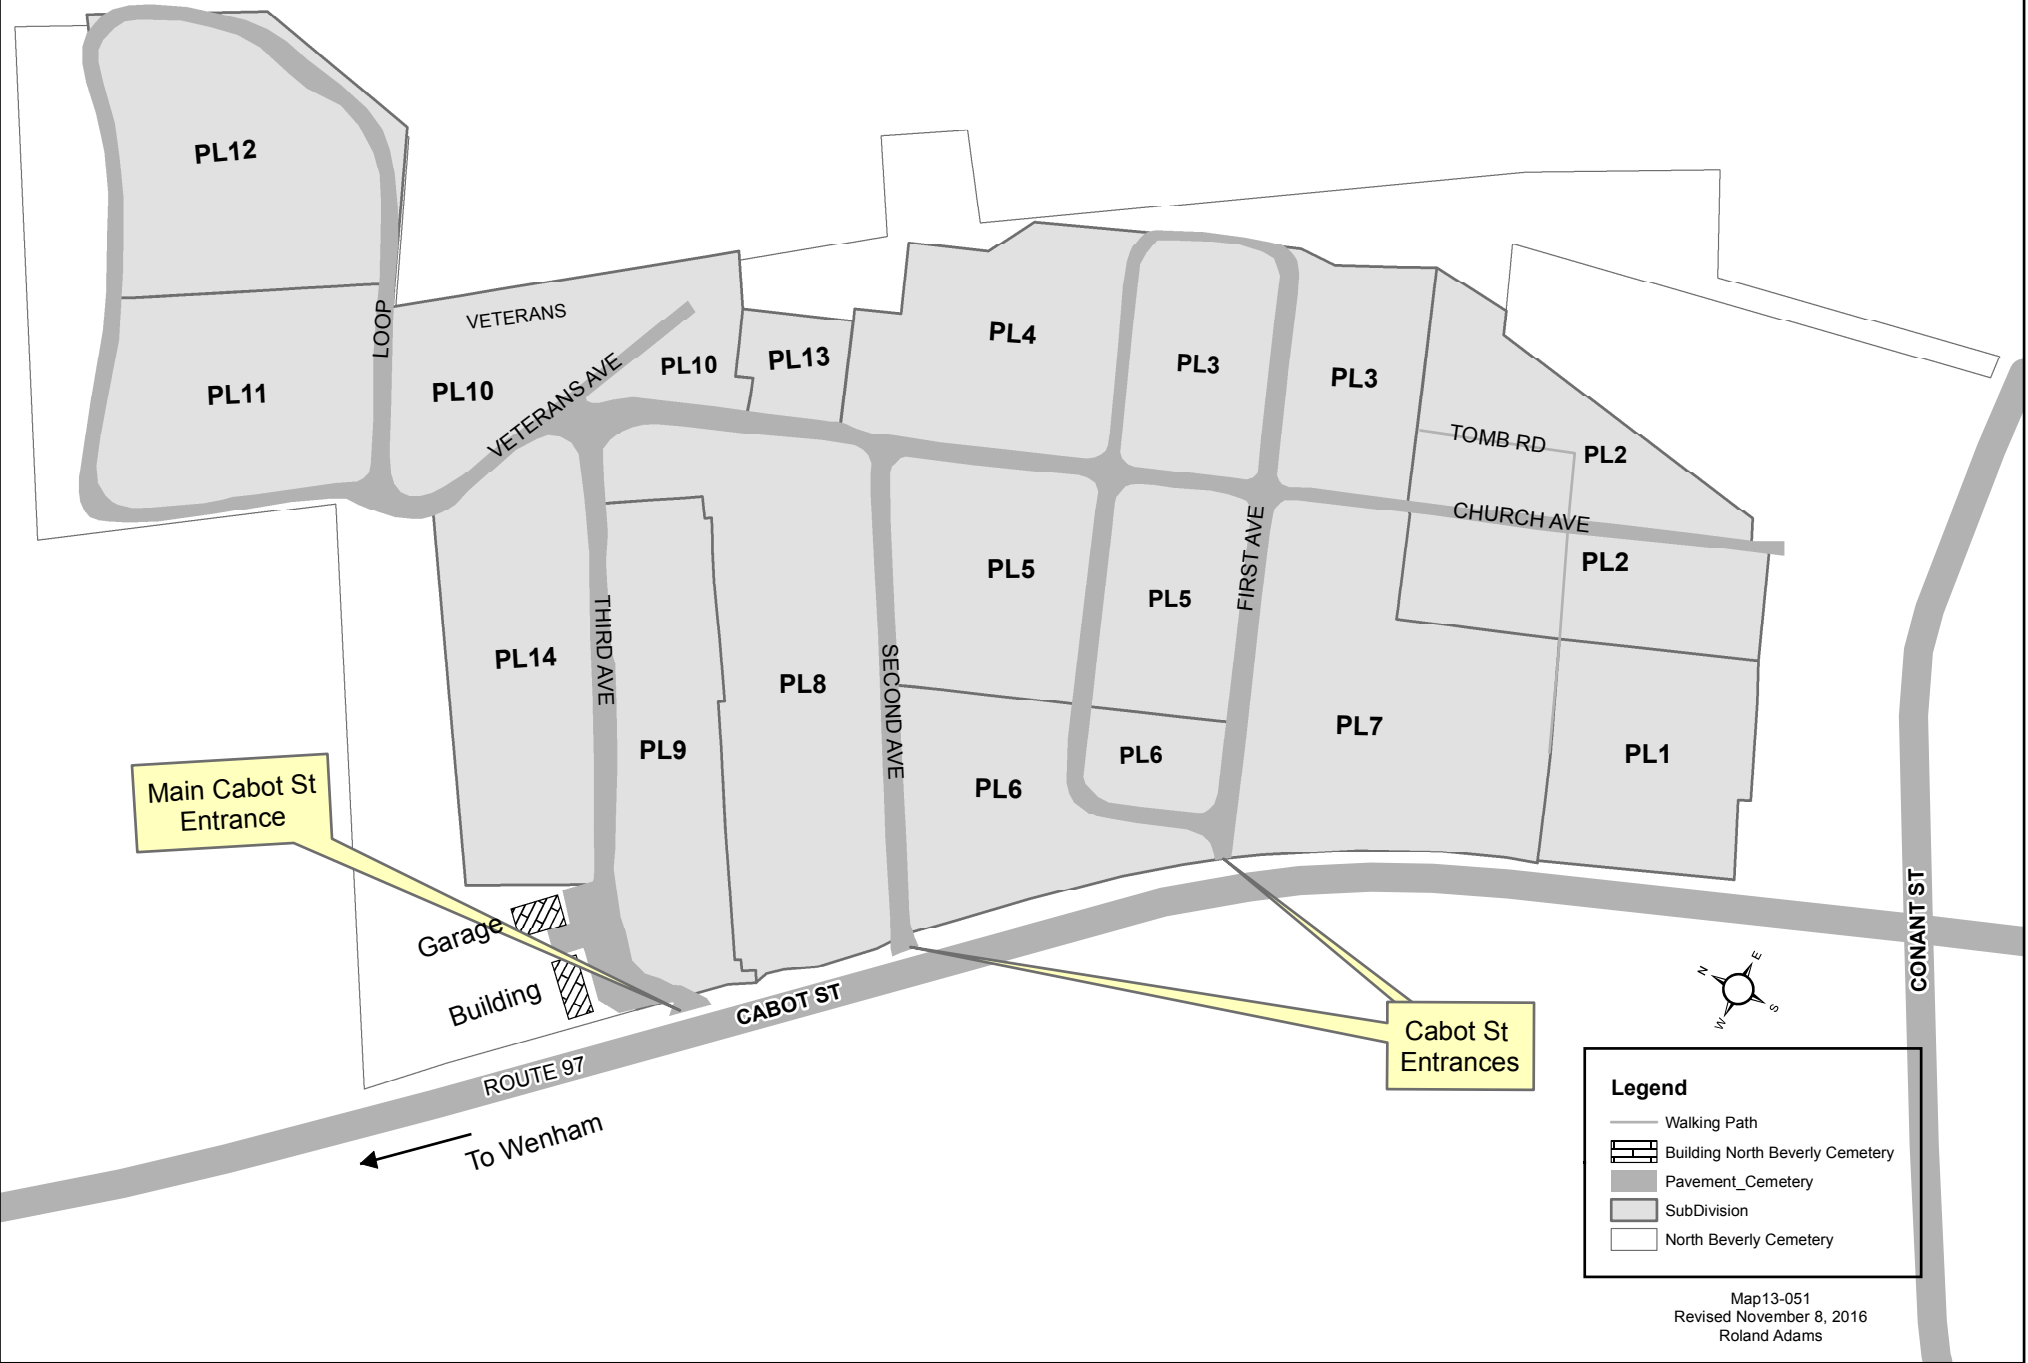 PL12
VETERANS
LOOP
PL4
PL13
PL10
PL3
PL3
PL11
PL10
VETERANS AVE
TOMB RD
PL2
CHURCH AVE
PL2
PL5
PL5
FIRST AVE
PL14
THIRD AVE
PL8
SECOND AVE
PL9
PL7
PL1
PL6
PL6
Main Cabot St
Entrance
Garage
Building
CABOT ST
ROUTE 97
To Wenham
CONANT ST
Cabot St
Entrances
N
E
S
W
Legend
Walking Path
Building North Beverly Cemetery
Pavement_Cemetery
SubDivision
North Beverly Cemetery
Map13-051
Revised November 8, 2016
Roland Adams